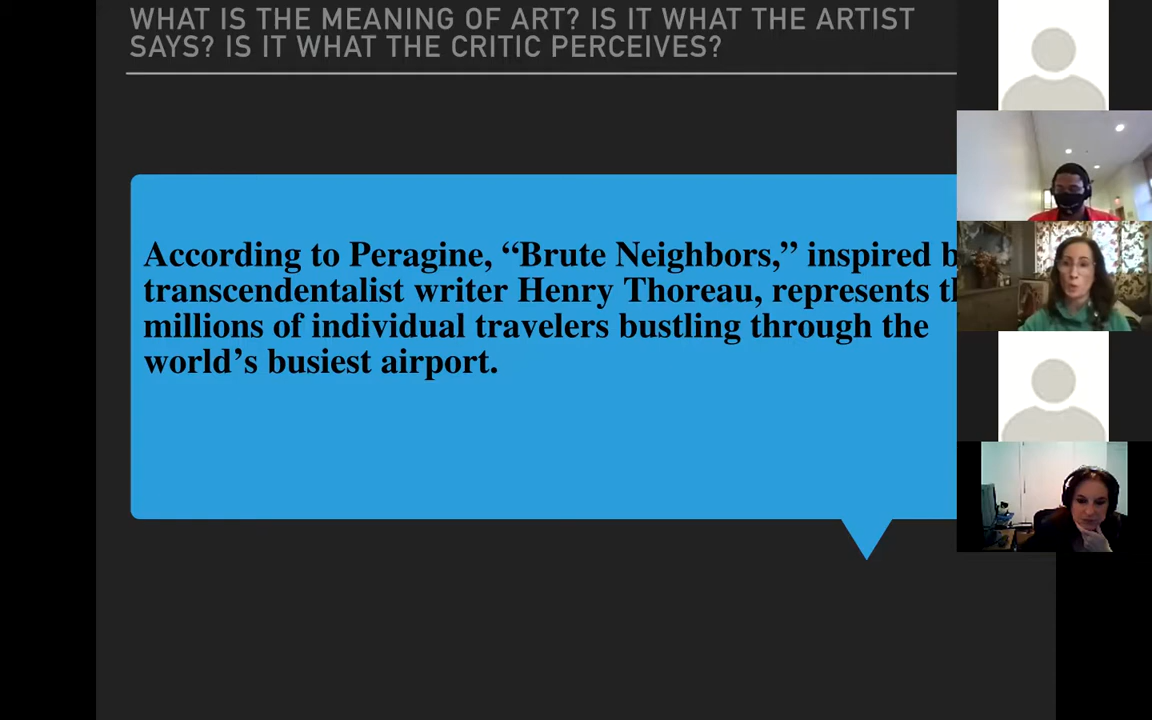 WHAT IS THE MEANING OF ART? IS IT WHAT THE ARTIST
SAYS? IS IT WHAT THE CRITIC PERCEIVES?
According to Peragine, “Brute Neighbors,” inspired
transcendentalist writer Henry Thoreau, represents
millions of individual travelers bustling through the
world’s busiest airport.